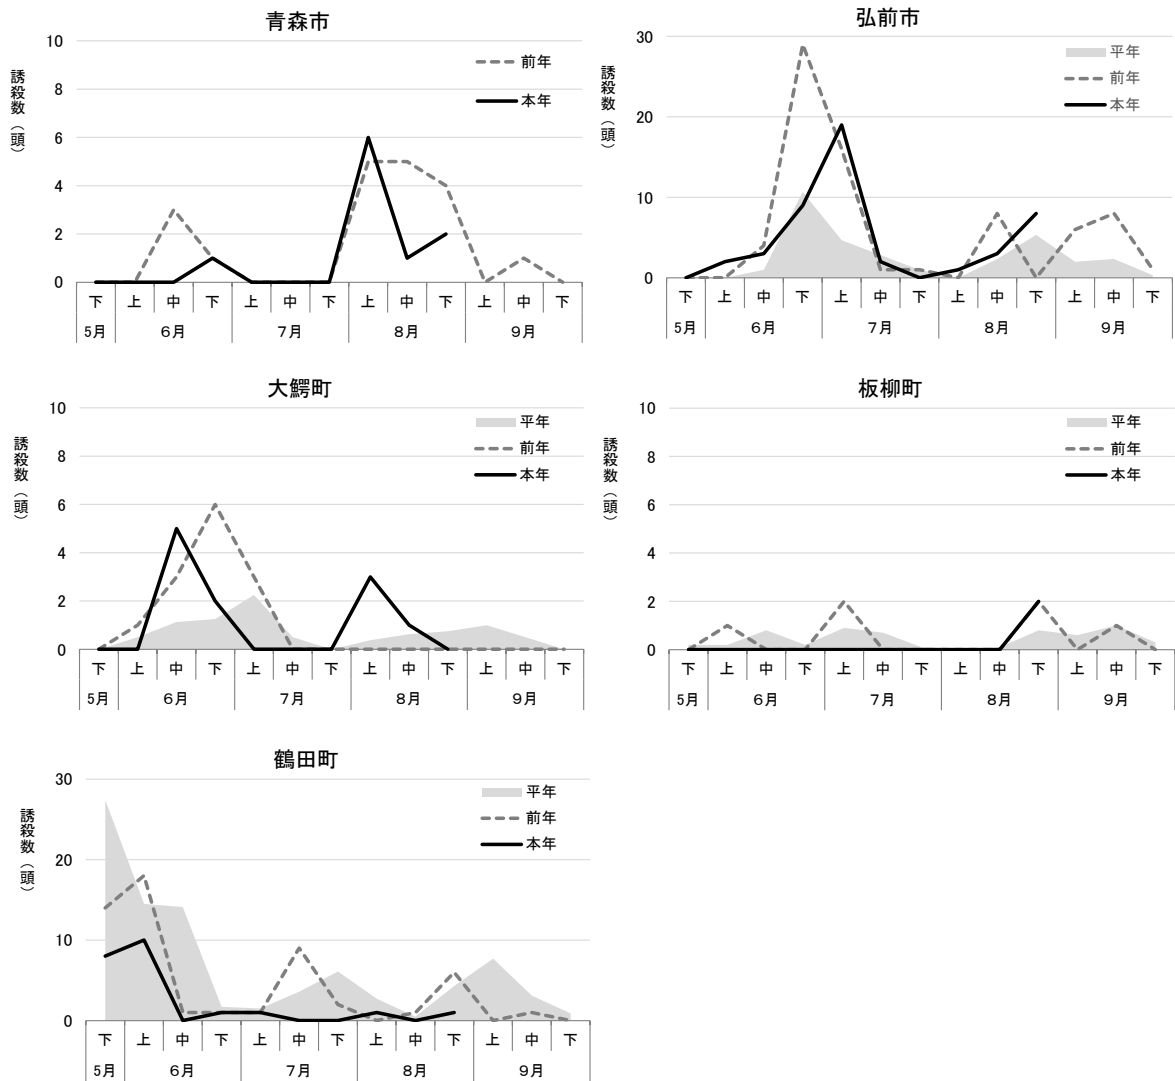 青森市
10
8
6
4
2
0
誘殺数（頭）
前年
本年
下 上 中 下 上 中 下 上 中 下 上 中 下
5月 6月 7月 8月 9月
弘前市
30
20
10
0
誘殺数（頭）
平年
前年
本年
下 上 中 下 上 中 下 上 中 下 上 中 下
5月 6月 7月 8月 9月
大鰐町
10
8
6
4
2
0
誘殺数（頭）
平年
前年
本年
下 上 中 下 上 中 下 上 中 下 上 中 下
5月 6月 7月 8月 9月
板柳町
10
8
6
4
2
0
誘殺数（頭）
平年
前年
本年
下 上 中 下 上 中 下 上 中 下 上 中 下
5月 6月 7月 8月 9月
鶴田町
30
20
10
0
誘殺数（頭）
平年
前年
本年
下 上 中 下 上 中 下 上 中 下 上 中 下
5月 6月 7月 8月 9月